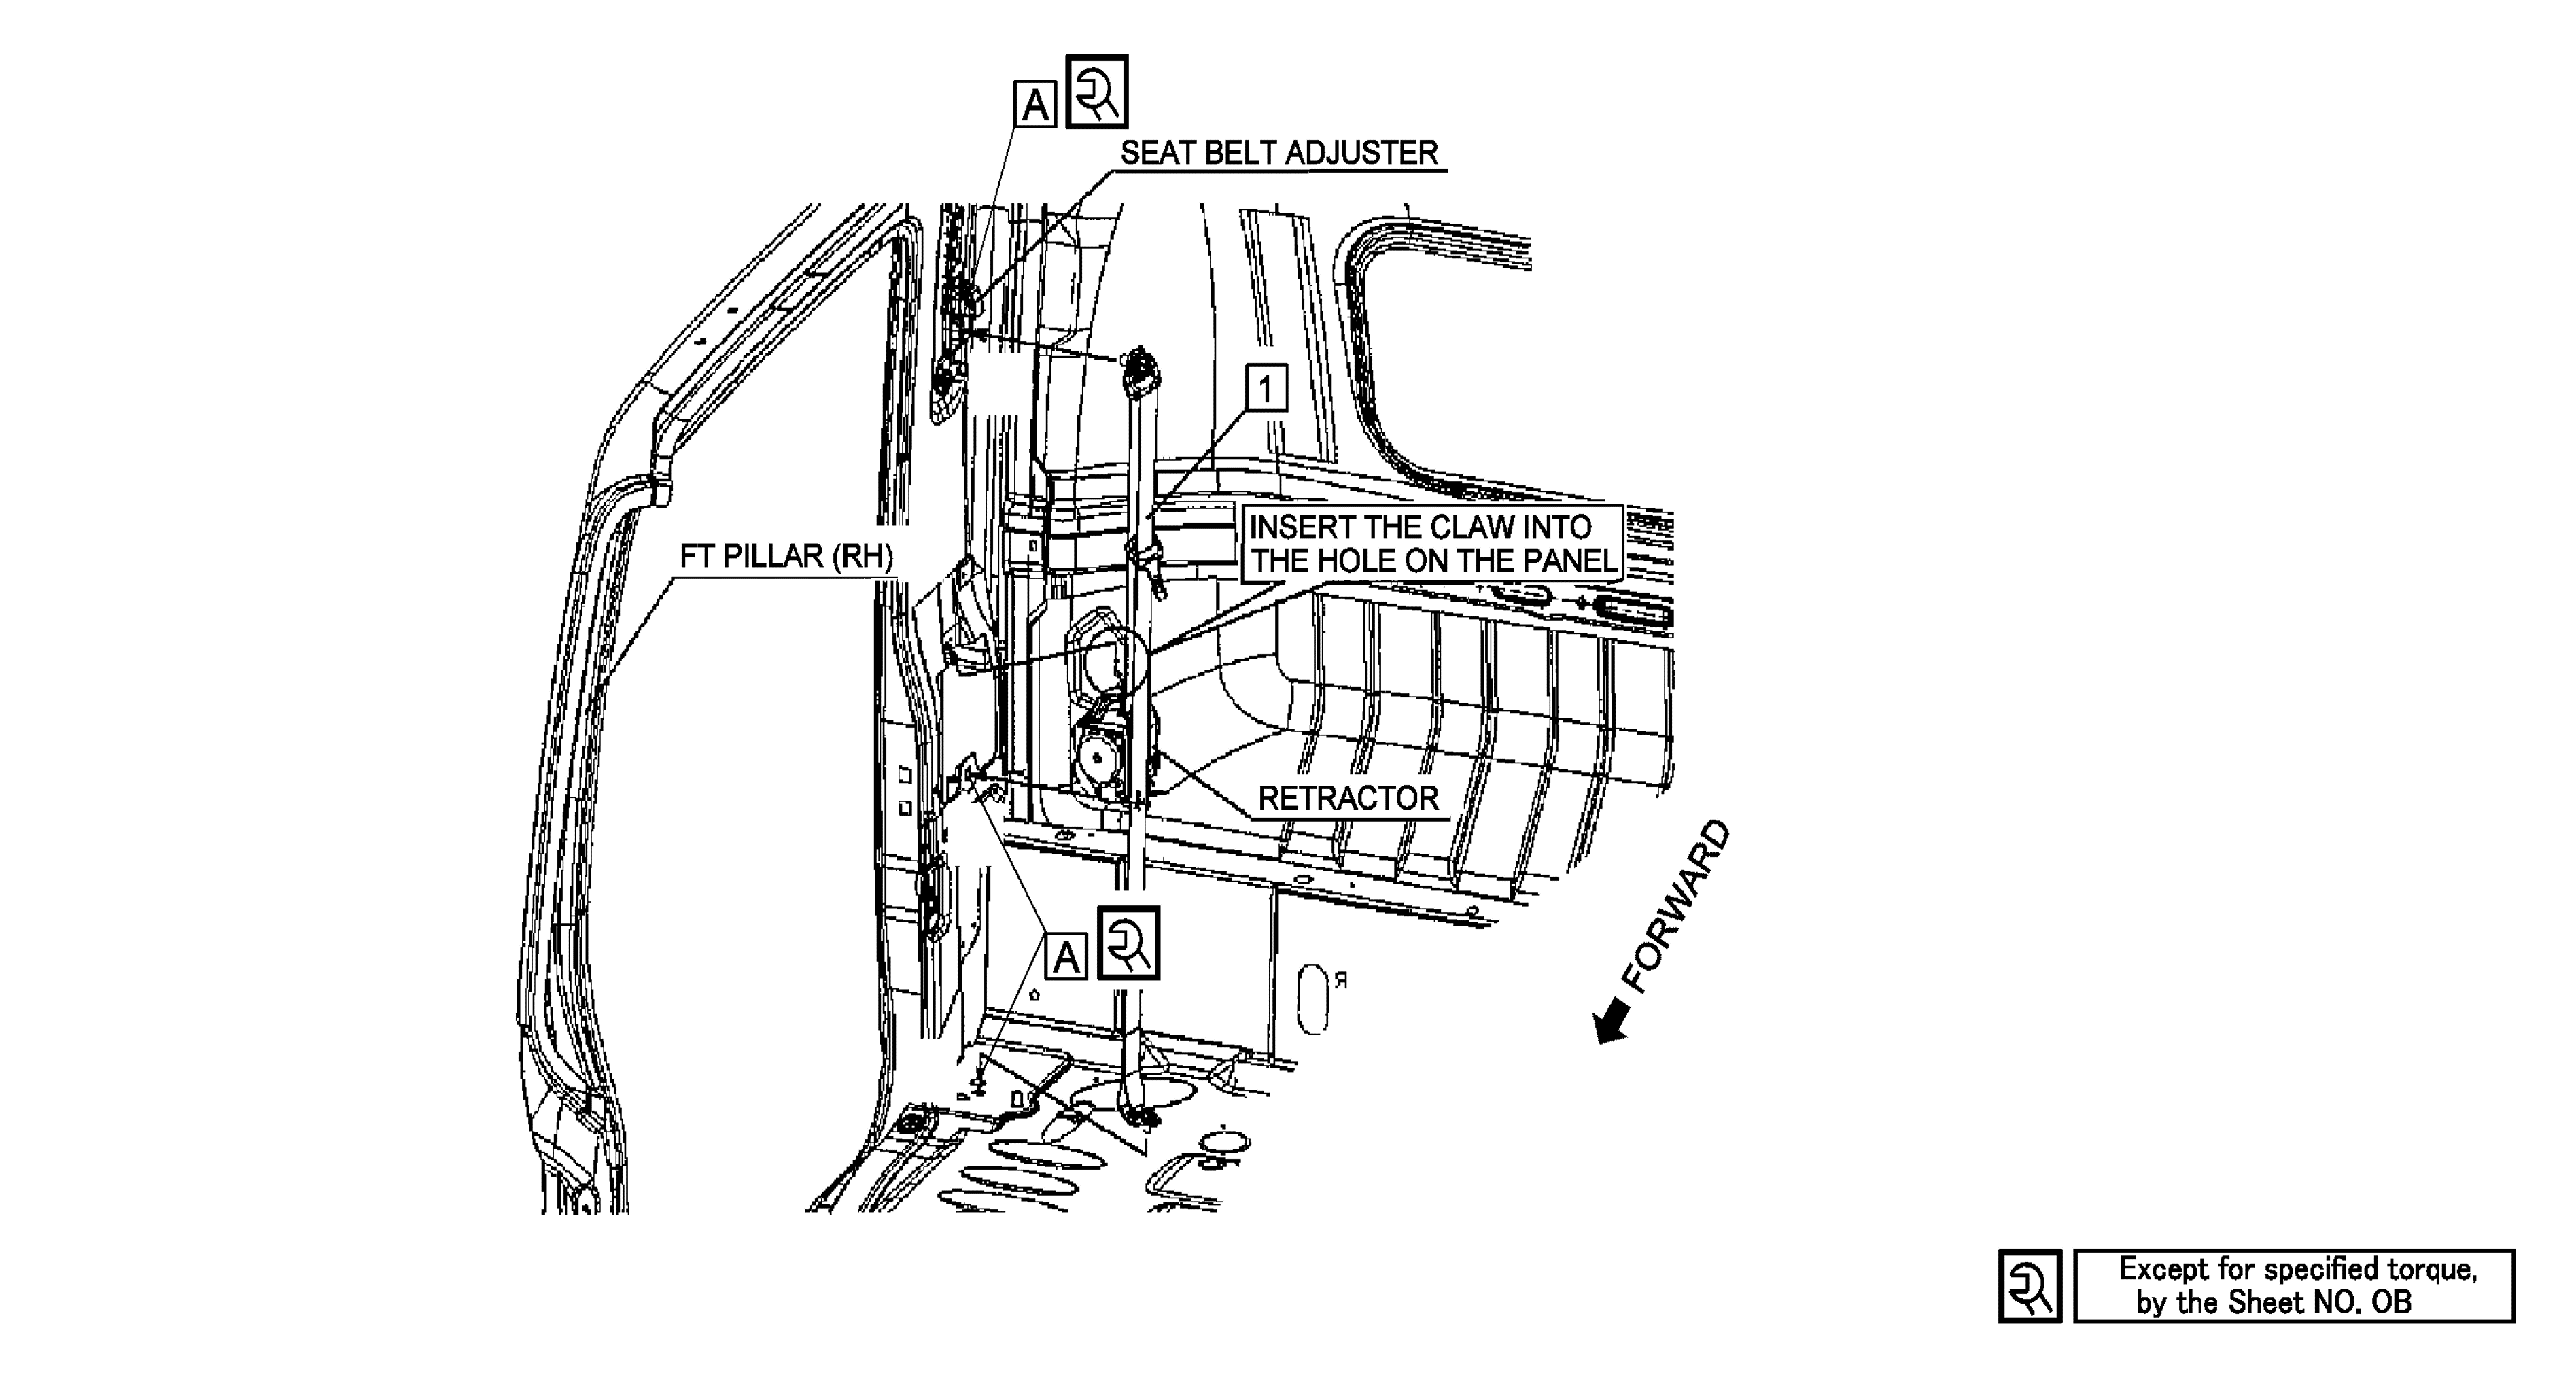 A
SEAT BELT ADJUSTER
1
INSERT THE CLAW INTO
THE HOLE ON THE PANEL
FT PILLAR (RH)
RETRACTOR
FORWARD
A
Я
Except for specified torque,
by the Sheet NO. OB